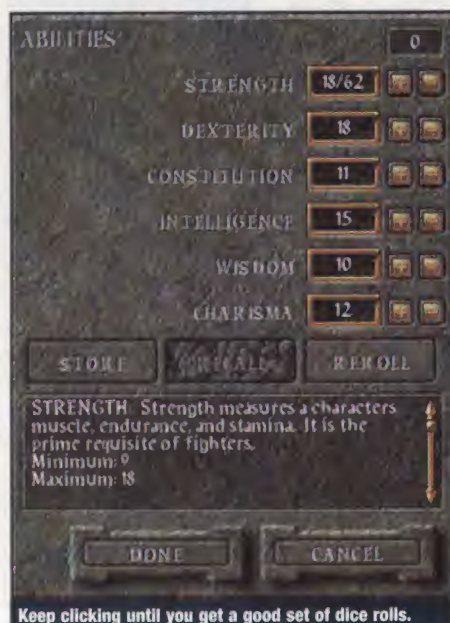 ABILITIES 0
STRENGTH 18/62
DEXTERITY 18
CONSTITUTION 11
INTELLIGENCE 15
WISDOM 10
CHARISMA 12
STORE RECALL REROLL
STRENGTH: Strength measures a characters
muscle, endurance, and stamina. It is the
prime requisite of fighters.
Minimum: 9
Maximum: 18
DONE CANCEL
Keep clicking until you get a good set of dice rolls.